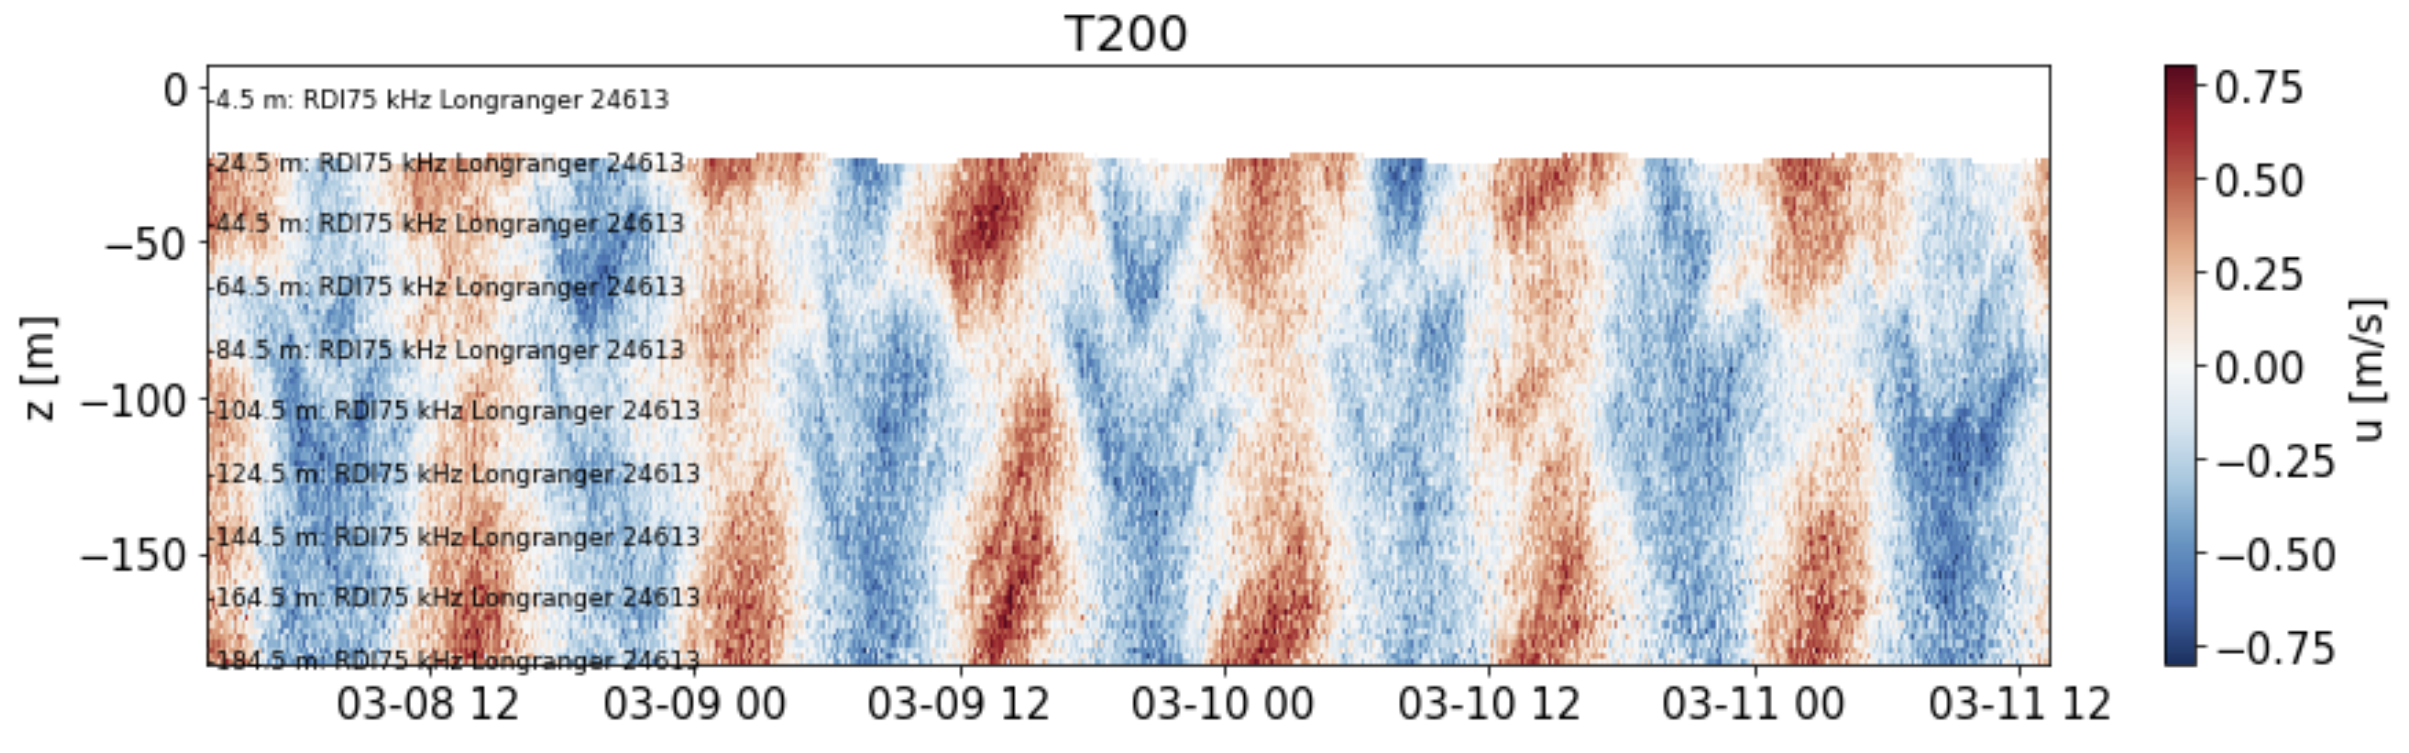 T200
0
-4.5 m: RDI75 kHz Longranger 24613
-24.5 m: RDI75 kHz Longranger 24613
-44.5 m: RDI75 kHz Longranger 24613
−50
-64.5 m: RDI75 kHz Longranger 24613
-84.5 m: RDI75 kHz Longranger 24613
z [m]
−100
-104.5 m: RDI75 kHz Longranger 24613
-124.5 m: RDI75 kHz Longranger 24613
-144.5 m: RDI75 kHz Longranger 24613
−150
-164.5 m: RDI75 kHz Longranger 24613
-184.5 m: RDI75 kHz Longranger 24613
03-08 12 03-09 00 03-09 12 03-10 00 03-10 12 03-11 00 03-11 12
0.75
0.50
0.25
0.00
−0.25
−0.50
−0.75
u [m/s]